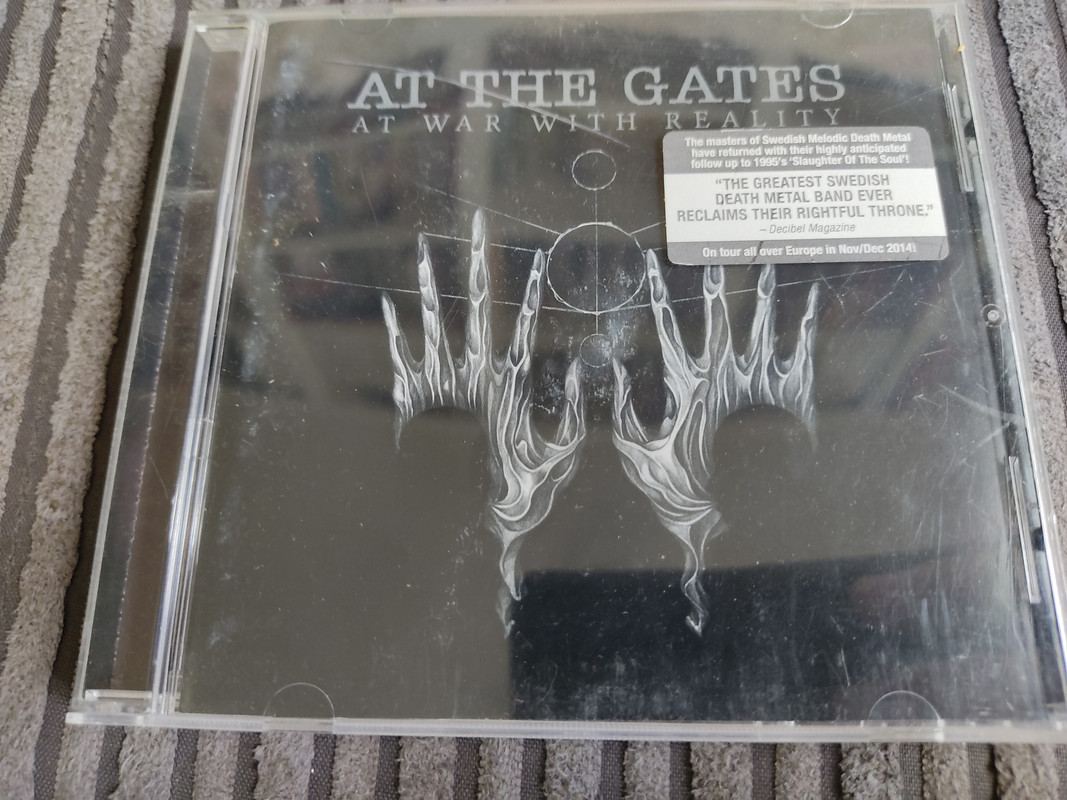 AT THE GATES
AT WAR WITH REALITY
The masters of Swedish Melodic Death Metal
have returned with their highly anticipated
follow up to 1995's 'Slaughter Of The Soul'!
"THE GREATEST SWEDISH
DEATH METAL BAND EVER
RECLAIMS THEIR RIGHTFUL THRONE."
– Decibel Magazine
On tour all over Europe in Nov/Dec 2014!